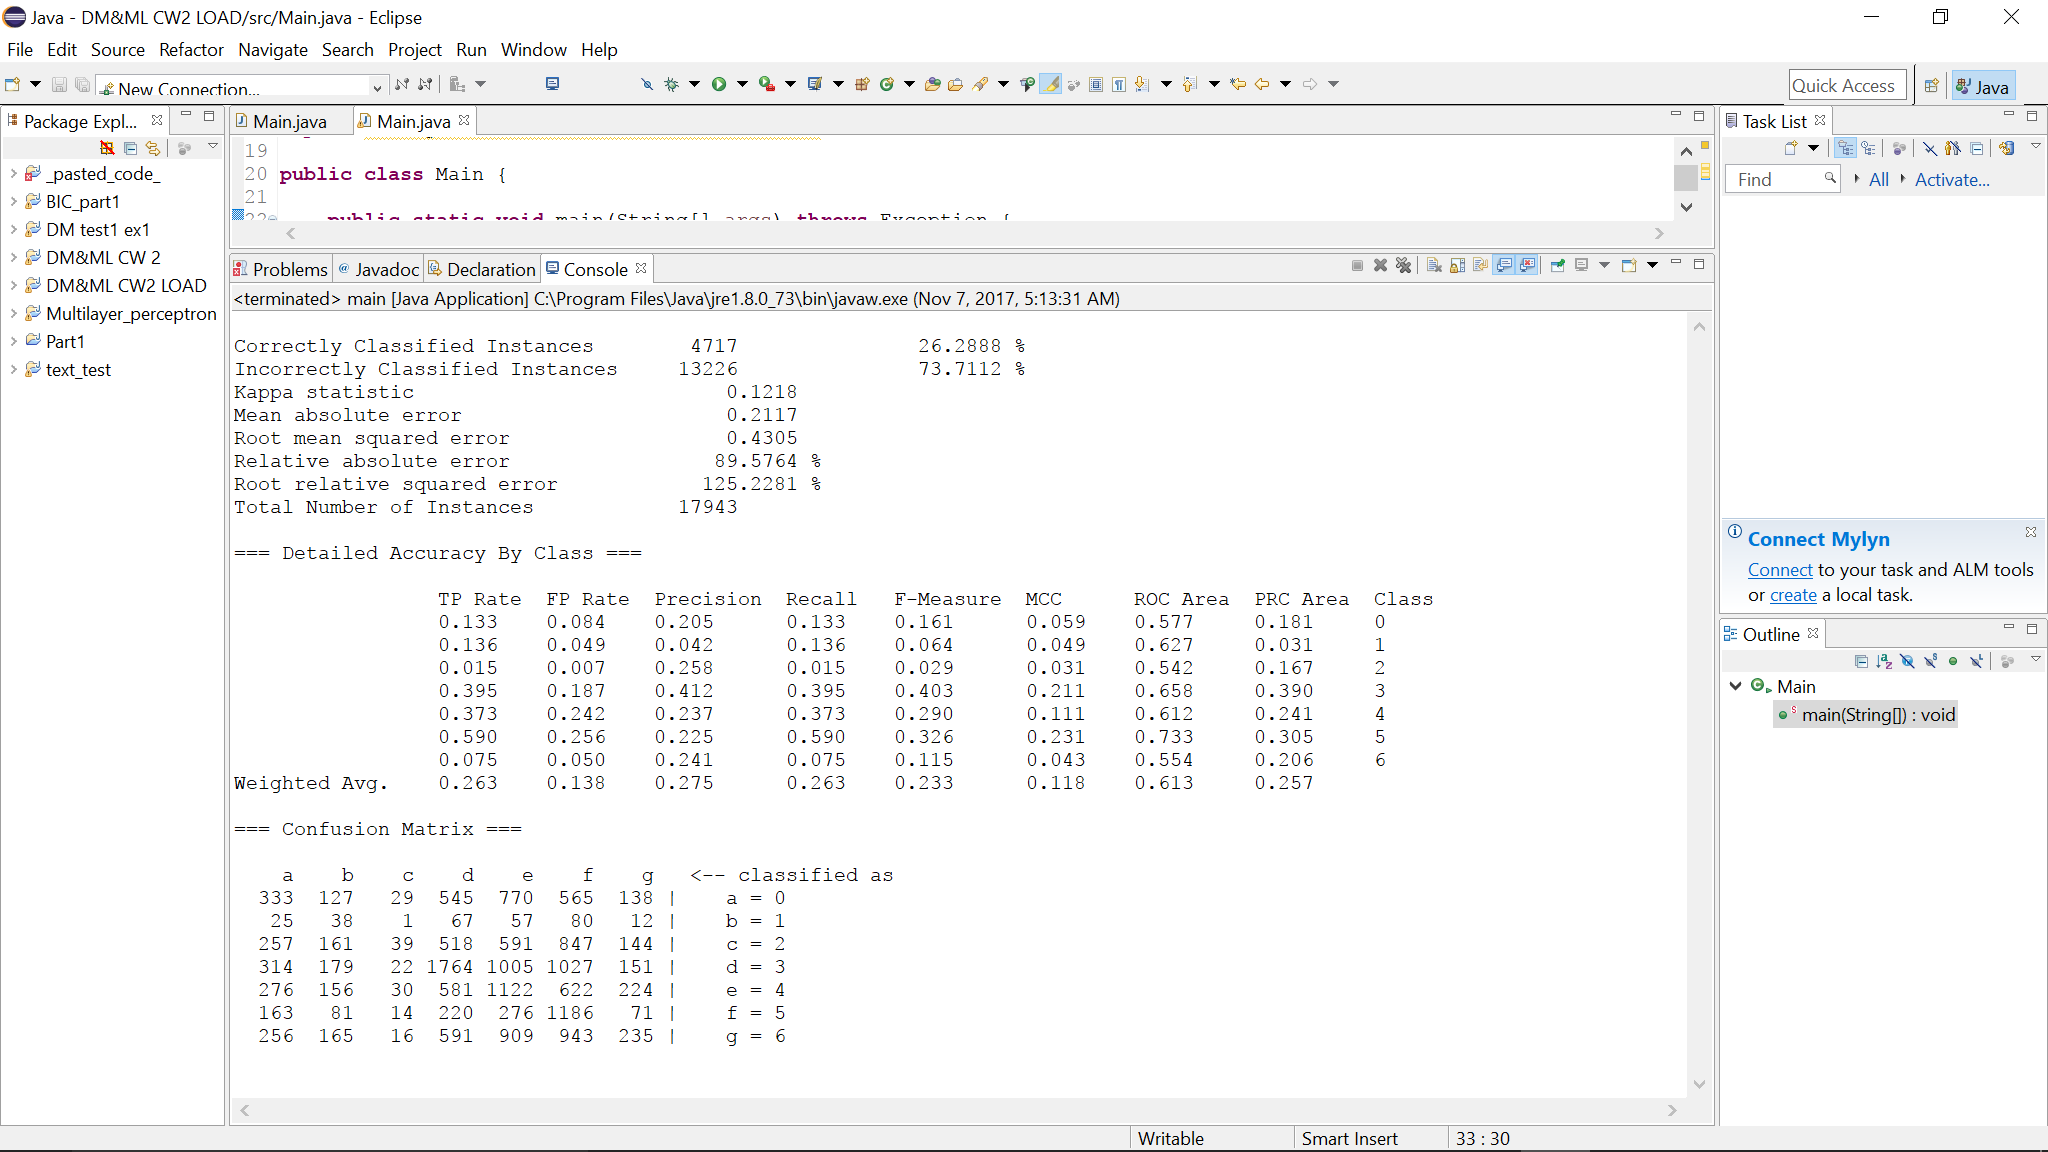 Java - DM&ML CW2 LOAD/src/Main.java - Eclipse
File Edit Source Refactor Navigate Search Project Run Window Help
New Connection...
Quick Access
Java
Package Expl...
_pasted_code_
BIC_part1
DM test1 ex1
DM&ML CW 2
DM&ML CW2 LOAD
Multilayer_perceptron
Part1
text_test
Main.java Main.java
19
20 public class Main {
21
22 public static void main(String[] args) throws Exception {
Problems @ Javadoc Declaration Console
<terminated> main [Java Application] C:\Program Files\Java\jre1.8.0_73\bin\javaw.exe (Nov 7, 2017, 5:13:31 AM)
Correctly Classified Instances 4717 26.2888 %
Incorrectly Classified Instances 13226 73.7112 %
Kappa statistic 0.1218
Mean absolute error 0.2117
Root mean squared error 0.4305
Relative absolute error 89.5764 %
Root relative squared error 125.2281 %
Total Number of Instances 17943
=== Detailed Accuracy By Class ===
TP Rate FP Rate Precision Recall F-Measure MCC ROC Area PRC Area Class
0.133 0.084 0.205 0.133 0.161 0.059 0.577 0.181 0
0.136 0.049 0.042 0.136 0.064 0.049 0.627 0.031 1
0.015 0.007 0.258 0.015 0.029 0.031 0.542 0.167 2
0.395 0.187 0.412 0.395 0.403 0.211 0.658 0.390 3
0.373 0.242 0.237 0.373 0.290 0.111 0.612 0.241 4
0.590 0.256 0.225 0.590 0.326 0.231 0.733 0.305 5
0.075 0.050 0.241 0.075 0.115 0.043 0.554 0.206 6
Weighted Avg. 0.263 0.138 0.275 0.263 0.233 0.118 0.613 0.257
=== Confusion Matrix ===
a b c d e f g <-- classified as
333 127 29 545 770 565 138 | a = 0
25 38 1 67 57 80 12 | b = 1
257 161 39 518 591 847 144 | c = 2
314 179 22 1764 1005 1027 151 | d = 3
276 156 30 581 1122 622 224 | e = 4
163 81 14 220 276 1186 71 | f = 5
256 165 16 591 909 943 235 | g = 6
Task List
Find All Activate...
Connect Mylyn
Connect to your task and ALM tools
or create a local task.
Outline
Main
main(String[]) : void
Writable Smart Insert 33 : 30